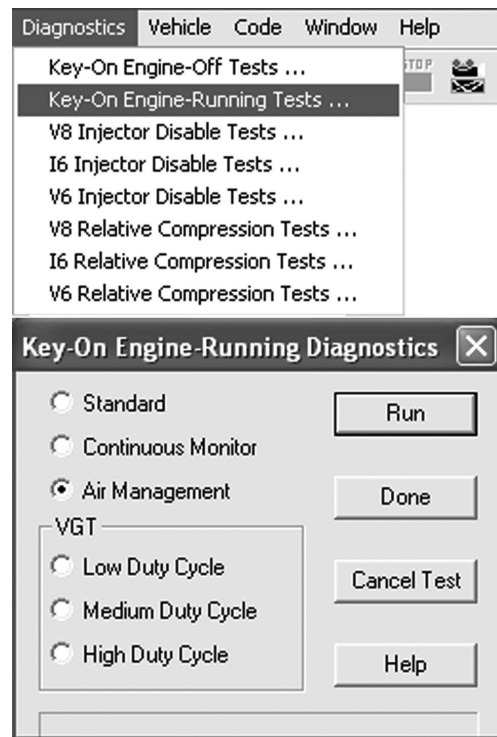 Diagnostics Vehicle Code Window Help
Key-On Engine-Off Tests ...
STOP
Key-On Engine-Running Tests ...
V8 Injector Disable Tests ...
I6 Injector Disable Tests ...
V6 Injector Disable Tests ...
V8 Relative Compression Tests ...
I6 Relative Compression Tests ...
V6 Relative Compression Tests ...
Key-On Engine-Running Diagnostics
Standard
Run
Continuous Monitor
Air Management
Done
VGT
Low Duty Cycle
Cancel Test
Medium Duty Cycle
High Duty Cycle
Help